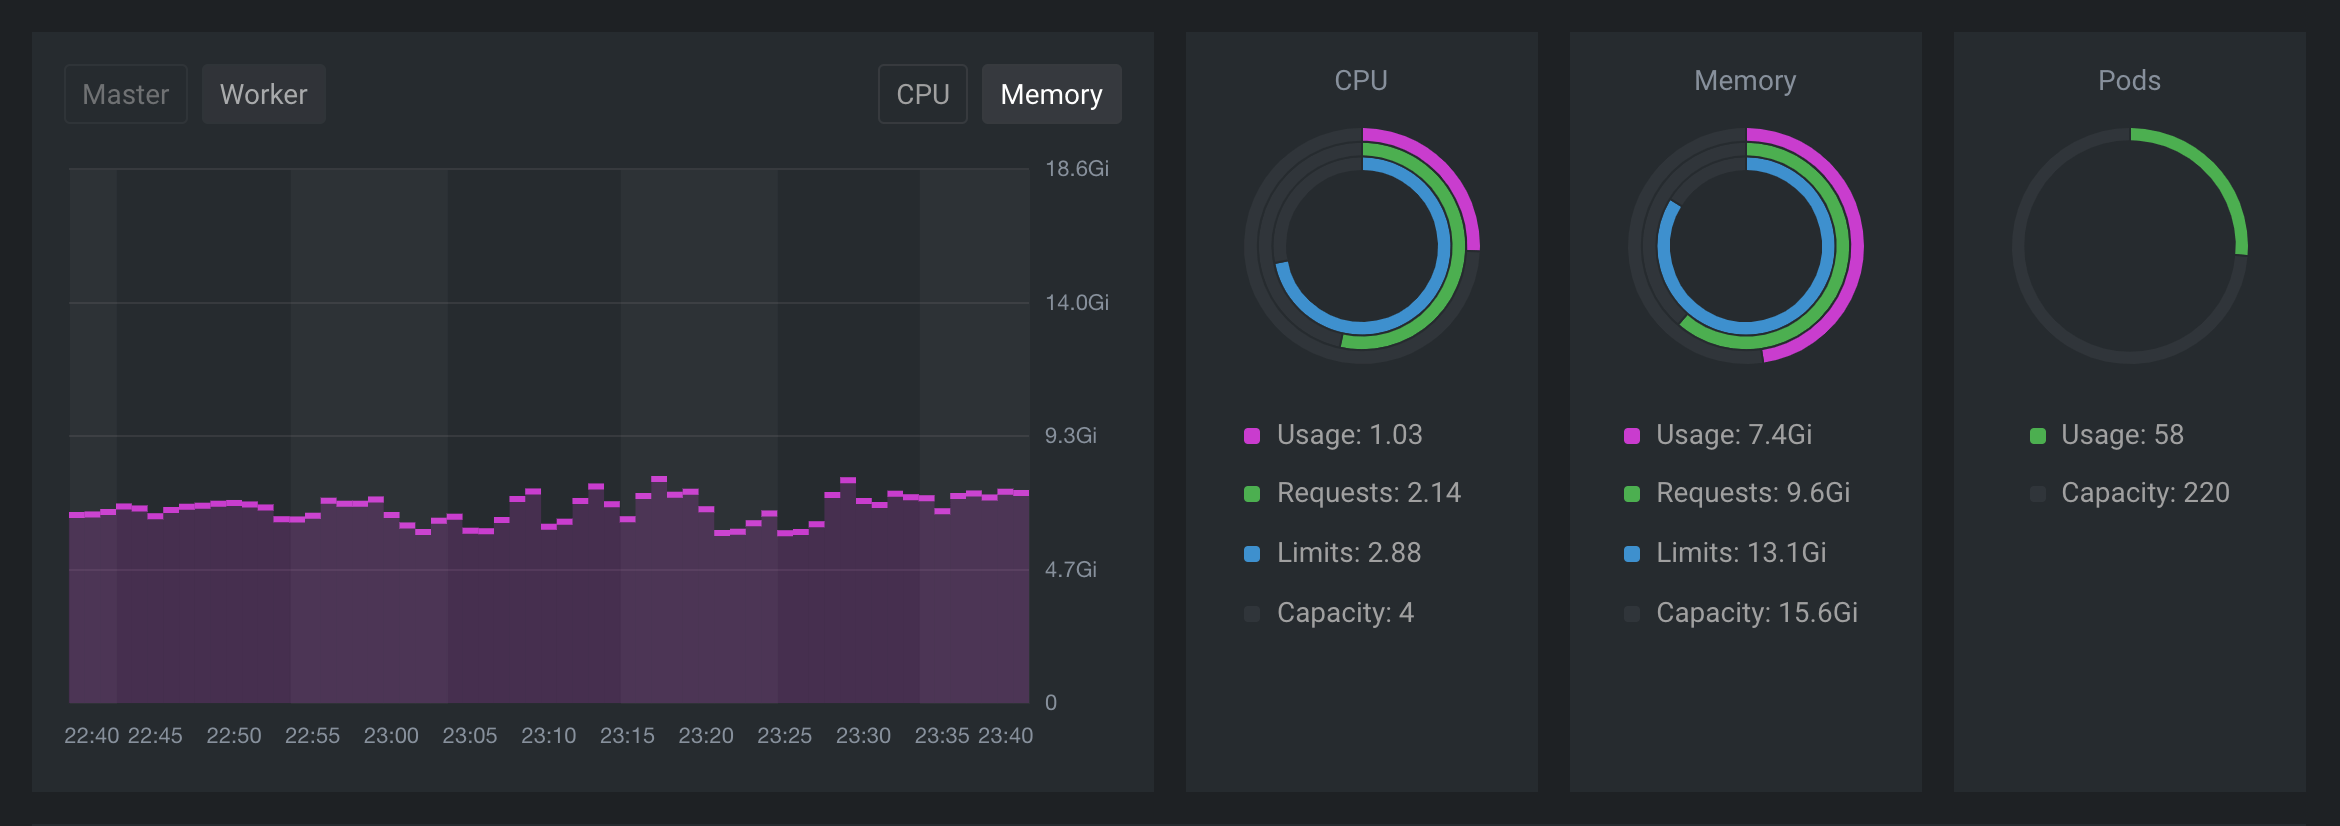 Master Worker CPU Memory
18.6Gi
14.0Gi
9.3Gi
4.7Gi
0
22:40 22:45 22:50 22:55 23:00 23:05 23:10 23:15 23:20 23:25 23:30 23:35 23:40
CPU
Usage: 1.03
Requests: 2.14
Limits: 2.88
Capacity: 4
Memory
Usage: 7.4Gi
Requests: 9.6Gi
Limits: 13.1Gi
Capacity: 15.6Gi
Pods
Usage: 58
Capacity: 220